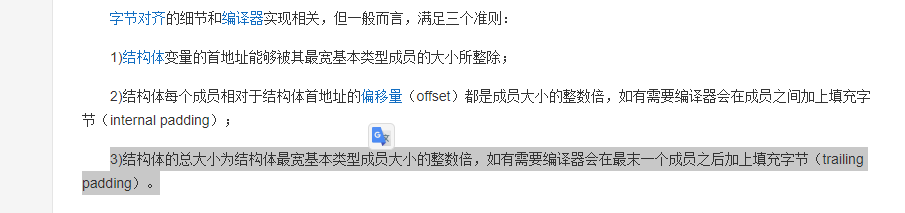 字节对齐的细节和编译器实现相关，但一般而言，满足三个准则：
1)结构体变量的首地址能够被其最宽基本类型成员的大小所整除；
2)结构体每个成员相对于结构体首地址的偏移量（offset）都是成员大小的整数倍，如有需要编译器会在成员之间加上填充字
节（internal padding）；
3)结构体的总大小为结构体最宽基本类型成员大小的整数倍，如有需要编译器会在最末一个成员之后加上填充字节（trailing
padding）。